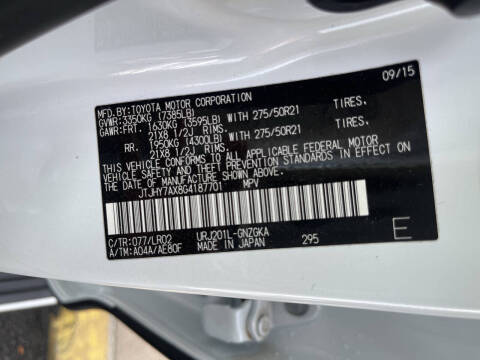 09/15
MFD.BY:TOYOTA MOTOR CORPORATION
GVWR: 3350KG (7385LB)
GAWR:FRT. 1630KG (3595LB) WITH 275/50R21 TIRES,
21X8 1/2J RIMS.
RR. 1950KG (4300LB) WITH 275/50R21 TIRES,
21X8 1/2J RIMS.
THIS VEHICLE CONFORMS TO ALL APPLICABLE FEDERAL MOTOR
VEHICLE SAFETY AND THEFT PREVENTION STANDARDS IN EFFECT
ON THE DATE OF MANUFACTURE SHOWN ABOVE.
JTJHY7AX8G4187701 MPV
C/TR:077/LR02 URJ201L-GNZGKA
A/TM:A04A/AE80F MADE IN JAPAN 295 E